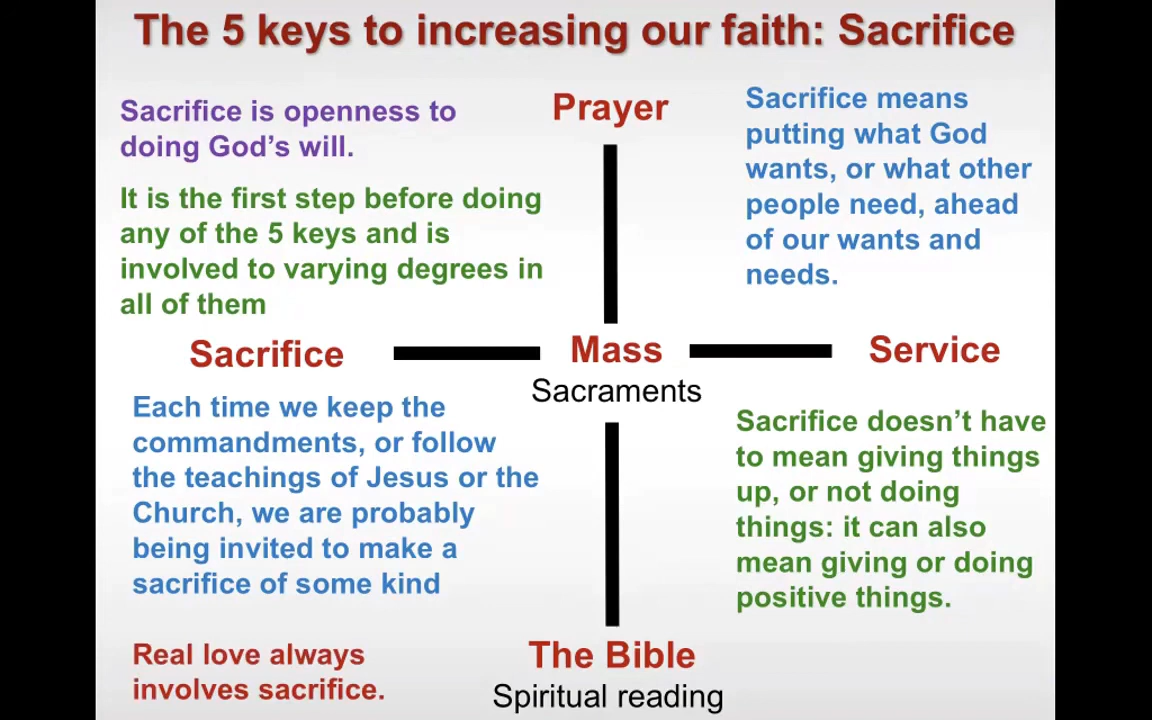 The 5 keys to increasing our faith: Sacrifice
Sacrifice is openness to
doing God's will.
It is the first step before doing
any of the 5 keys and is
involved to varying degrees in
all of them
Prayer
Sacrifice means
putting what God
wants, or what other
people need, ahead
of our wants and
needs.
Sacrifice
Mass
Sacraments
Service
Each time we keep the
commandments, or follow
the teachings of Jesus or the
Church, we are probably
being invited to make a
sacrifice of some kind
Sacrifice doesn't have
to mean giving things
up, or not doing
things: it can also
mean giving or doing
positive things.
Real love always
involves sacrifice.
The Bible
Spiritual reading